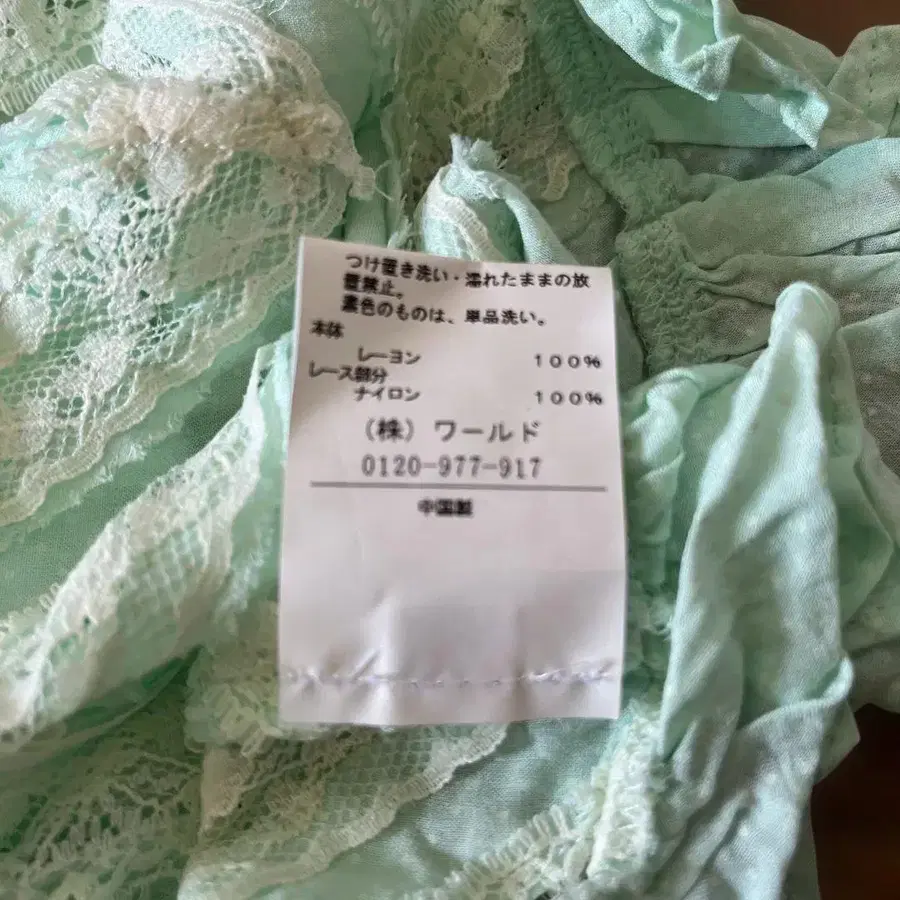 つけ置き洗い・濡れたままの放
置禁止。
素色のものは、単品洗い。
本体
レーヨン 100%
レース部分
ナイロン 100%
(株) ワールド
0120-977-917
中国製